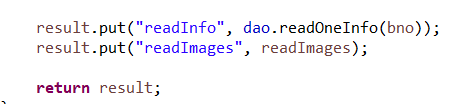 result.put("readInfo", dao.readOneInfo(bno));
result.put("readImages", readImages);
return result;